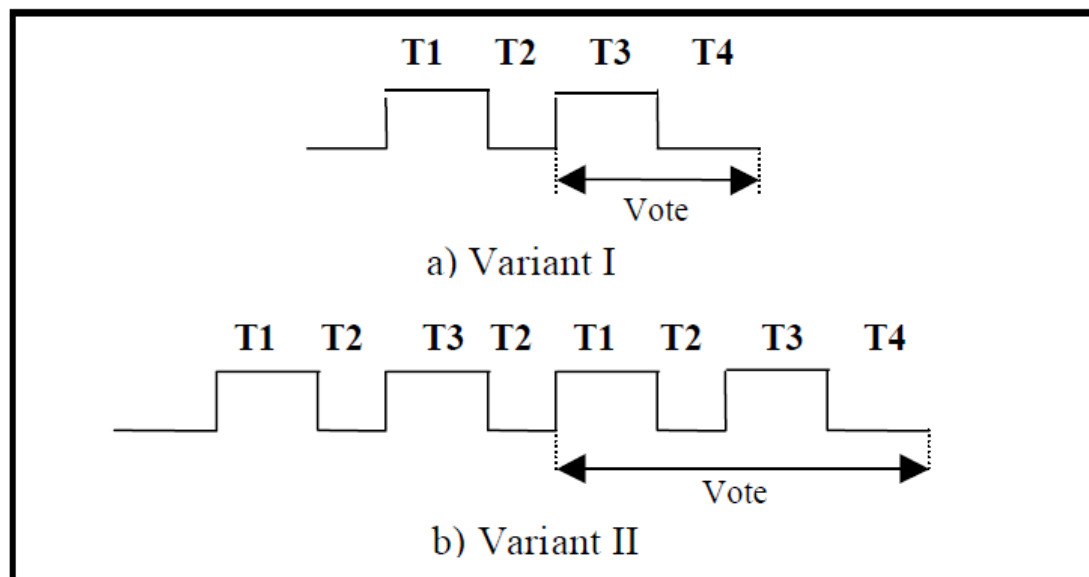 T1 T2 T3 T4
Vote
a) Variant I
T1 T2 T3 T2 T1 T2 T3 T4
Vote
b) Variant II